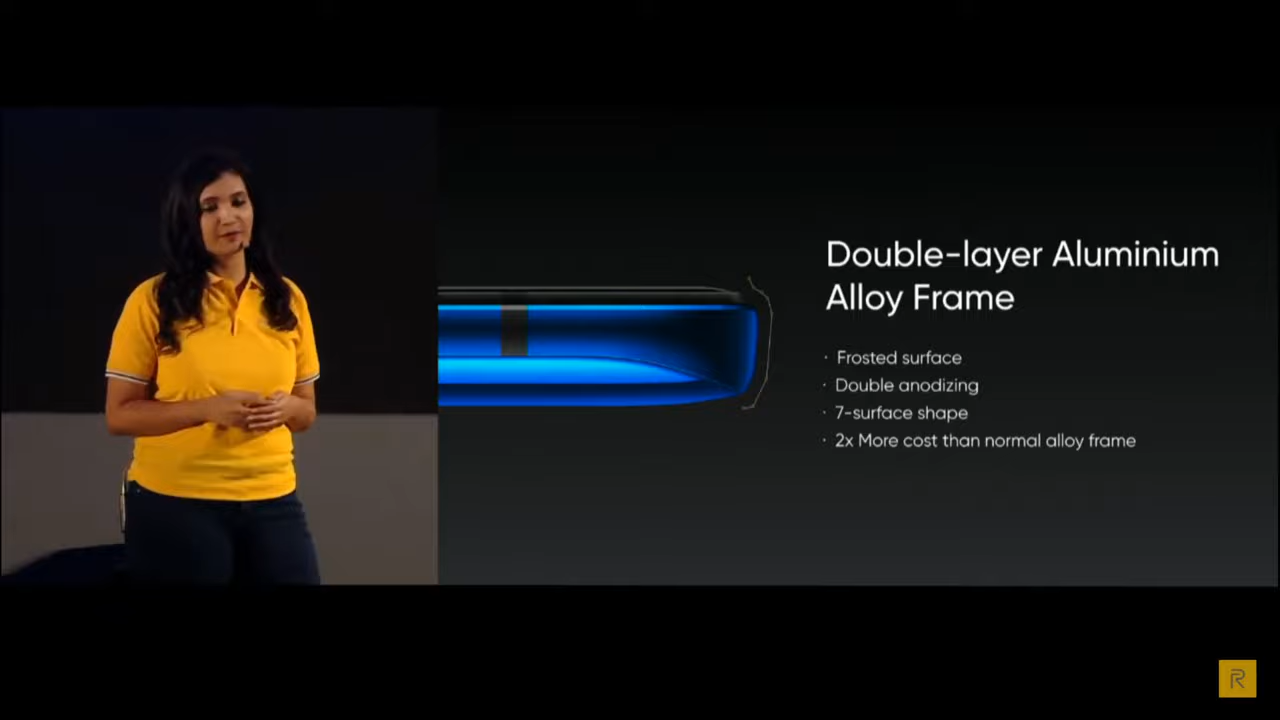 Double-layer Aluminium
Alloy Frame
· Frosted surface
· Double anodizing
· 7-surface shape
· 2x More cost than normal alloy frame
R